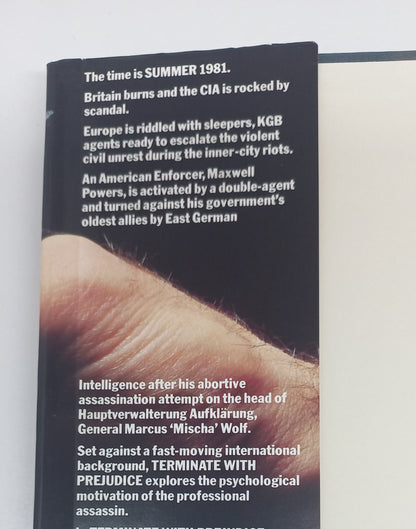 The time is SUMMER 1981.
Britain burns and the CIA is rocked by
scandal.
Europe is riddled with sleepers, KGB
agents ready to escalate the violent
civil unrest during the inner-city riots.
An American Enforcer, Maxwell
Powers, is activated by a double-agent
and turned against his government's
oldest allies by East German
Intelligence after his abortive
assassination attempt on the head of
Hauptverwalterung Aufklärung,
General Marcus 'Mischa' Wolf.
Set against a fast-moving international
background, TERMINATE WITH
PREJUDICE explores the psychological
motivation of the professional
assassin.
In TERMINATE WITH PREJUDICE